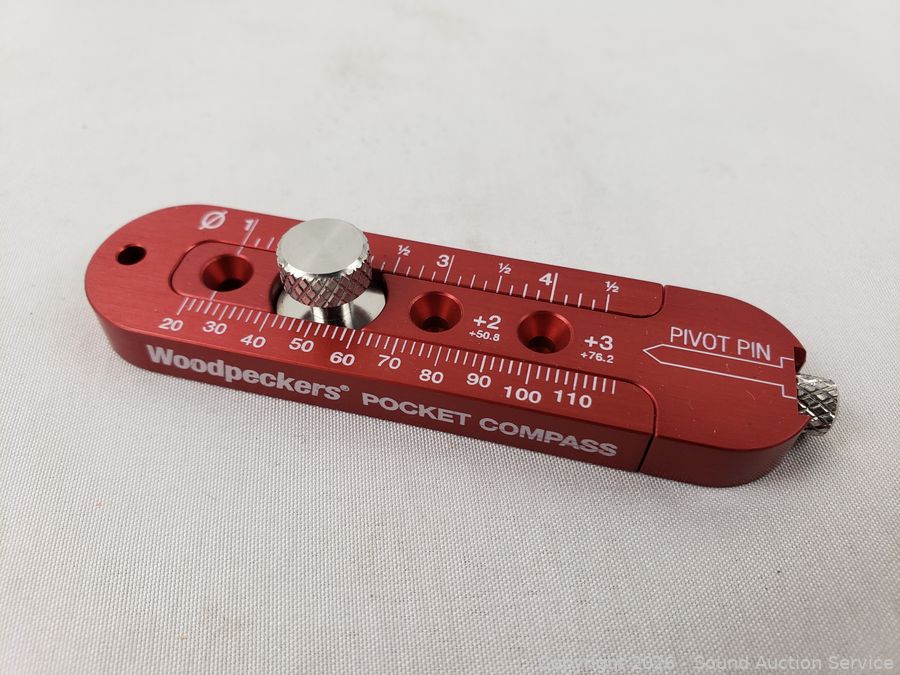 Ø 1 ½ 3 ½ 4 ½
+2 +3
+50.8 +76.2
PIVOT PIN
20 30 40 50 60 70 80 90 100 110
Woodpeckers® POCKET COMPASS
Copyright 2026 - Sound Auction Service